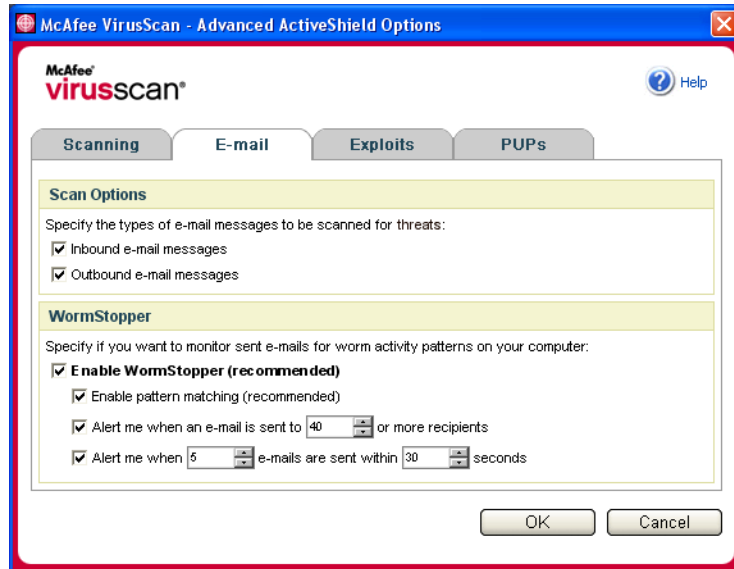 McAfee VirusScan - Advanced ActiveShield Options
McAfee®
virusscan®
Help
Scanning E-mail Exploits PUPs
Scan Options
Specify the types of e-mail messages to be scanned for threats:
Inbound e-mail messages
Outbound e-mail messages
WormStopper
Specify if you want to monitor sent e-mails for worm activity patterns on your computer:
Enable WormStopper (recommended)
Enable pattern matching (recommended)
Alert me when an e-mail is sent to 40 or more recipients
Alert me when 5 e-mails are sent within 30 seconds
OK Cancel